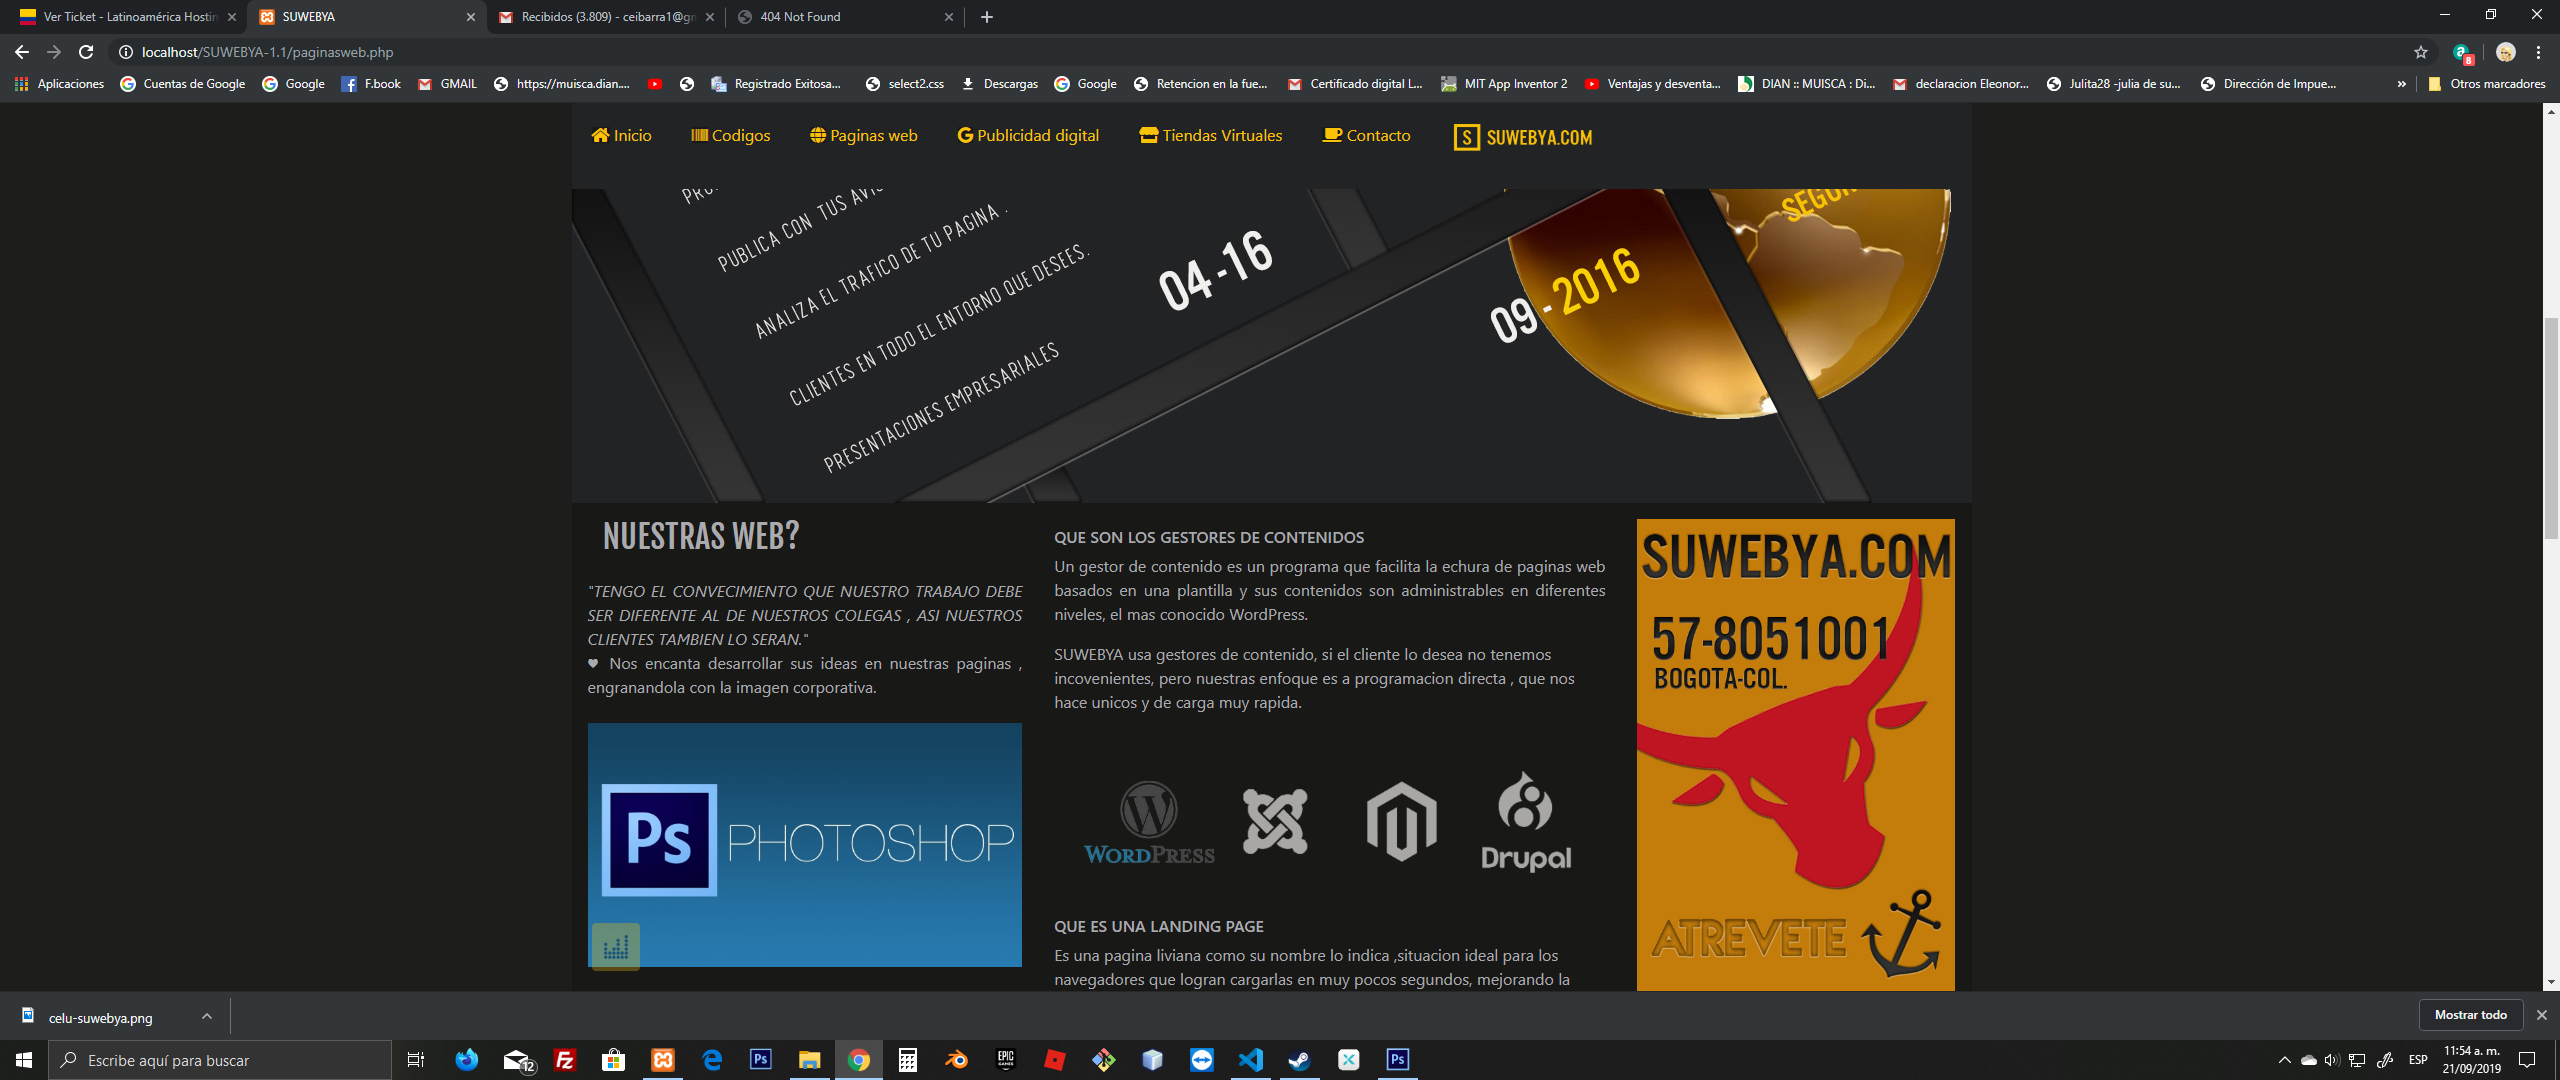 Ver Ticket - Latinoamérica Hostin
SUWEBYA
Recibidos (3.809) - ceibarra1@gm
404 Not Found
localhost/SUWEBYA-1.1/paginasweb.php
8
Aplicaciones
Cuentas de Google
Google
F.book
GMAIL
https://muisca.dian....
Registrado Exitosa...
select2.css
Descargas
Google
Retencion en la fue...
Certificado digital L...
MIT App Inventor 2
Ventajas y desventa...
DIAN :: MUISCA : Di...
declaracion Eleonor...
Julita28 -julia de su...
Dirección de Impue...
»
Otros marcadores
Inicio
Codigos
Paginas web
Publicidad digital
Tiendas Virtuales
Contacto
S SUWEBYA.COM
PUBLICA CON TUS AVIS
ANALIZA EL TRAFICO DE TU PAGINA .
CLIENTES EN TODO EL ENTORNO QUE DESEES.
PRESENTACIONES EMPRESARIALES
04-16
09-2016
SEGUR
NUESTRAS WEB?
"TENGO EL CONVECIMIENTO QUE NUESTRO TRABAJO DEBE
SER DIFERENTE AL DE NUESTROS COLEGAS , ASI NUESTROS
CLIENTES TAMBIEN LO SERAN."
♥ Nos encanta desarrollar sus ideas en nuestras paginas ,
engranandola con la imagen corporativa.
Ps PHOTOSHOP
QUE SON LOS GESTORES DE CONTENIDOS
Un gestor de contenido es un programa que facilita la echura de paginas web
basados en una plantilla y sus contenidos son administrables en diferentes
niveles, el mas conocido WordPress.
SUWEBYA usa gestores de contenido, si el cliente lo desea no tenemos
incovenientes, pero nuestras enfoque es a programacion directa , que nos
hace unicos y de carga muy rapida.
WORDPRESS
Drupal
QUE ES UNA LANDING PAGE
Es una pagina liviana como su nombre lo indica ,situacion ideal para los
navegadores que logran cargarlas en muy pocos segundos, mejorando la
SUWEBYA.COM
57-8051001
BOGOTA-COL.
ATREVETE
celu-suwebya.png
Mostrar todo
Escribe aquí para buscar
12
Fz
Ps
EPIC
GAMES
Ps
ESP
11:54 a. m.
21/09/2019